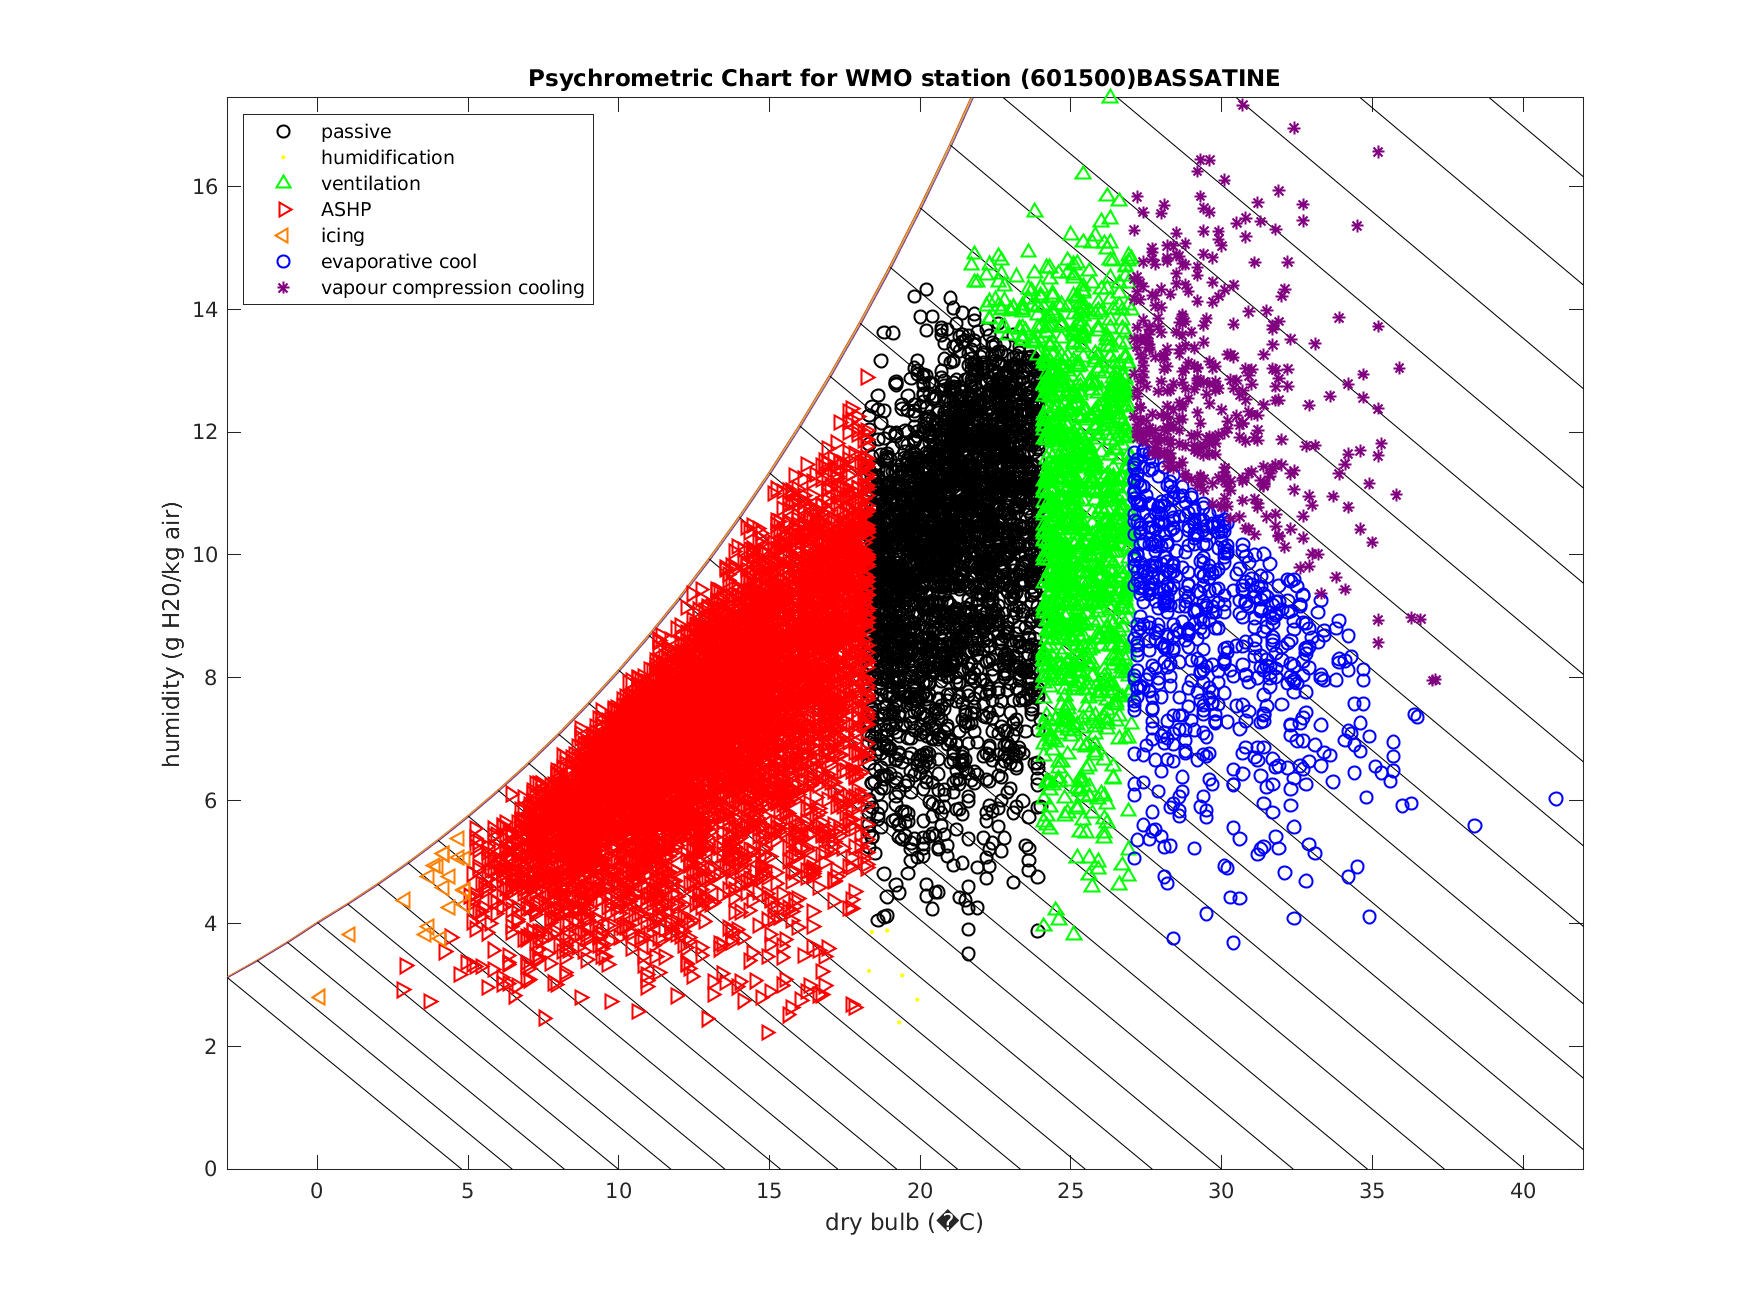 Psychrometric Chart for WMO station (601500)BASSATINE
passive
humidification
ventilation
ASHP
icing
evaporative cool
vapour compression cooling
humidity (g H20/kg air)
16
14
12
10
8
6
4
2
0
0 5 10 15 20 25 30 35 40
dry bulb (�C)